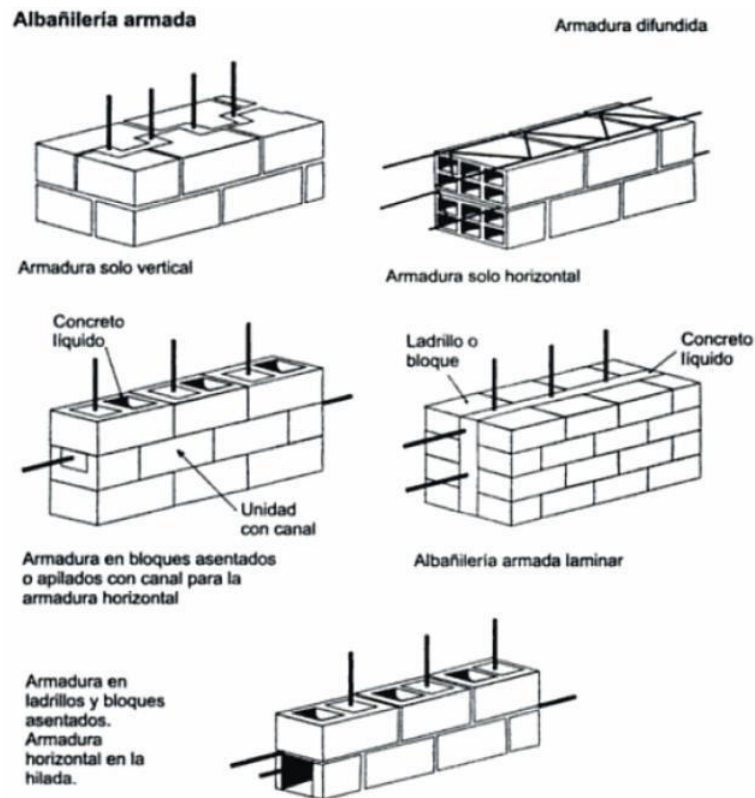 Albañilería armada
Armadura difundida
Armadura solo vertical
Armadura solo horizontal
Concreto
líquido
Unidad
con canal
Armadura en bloques asentados
o apilados con canal para la
armadura horizontal
Ladrillo o
bloque
Concreto
líquido
Albañilería armada laminar
Armadura en
ladrillos y bloques
asentados.
Armadura
horizontal en la
hilada.